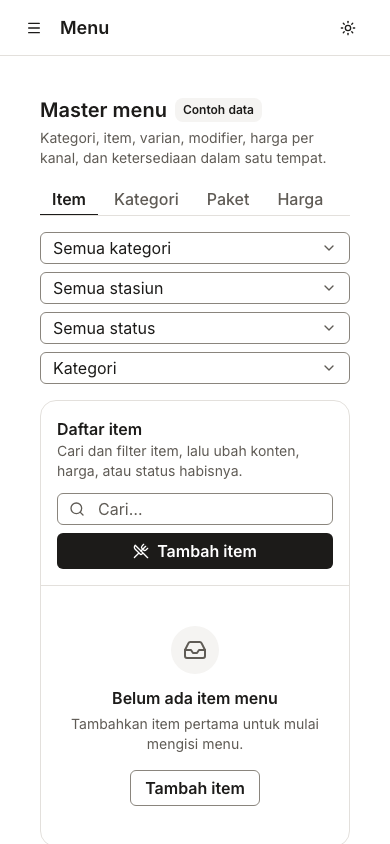 Menu
Master menu
Contoh data
Kategori, item, varian, modifier, harga per
kanal, dan ketersediaan dalam satu tempat.
Item
Kategori
Paket
Harga
Semua kategori
Semua stasiun
Semua status
Kategori
Daftar item
Cari dan filter item, lalu ubah konten,
harga, atau status habisnya.
Cari...
Tambah item
Belum ada item menu
Tambahkan item pertama untuk mulai
mengisi menu.
Tambah item